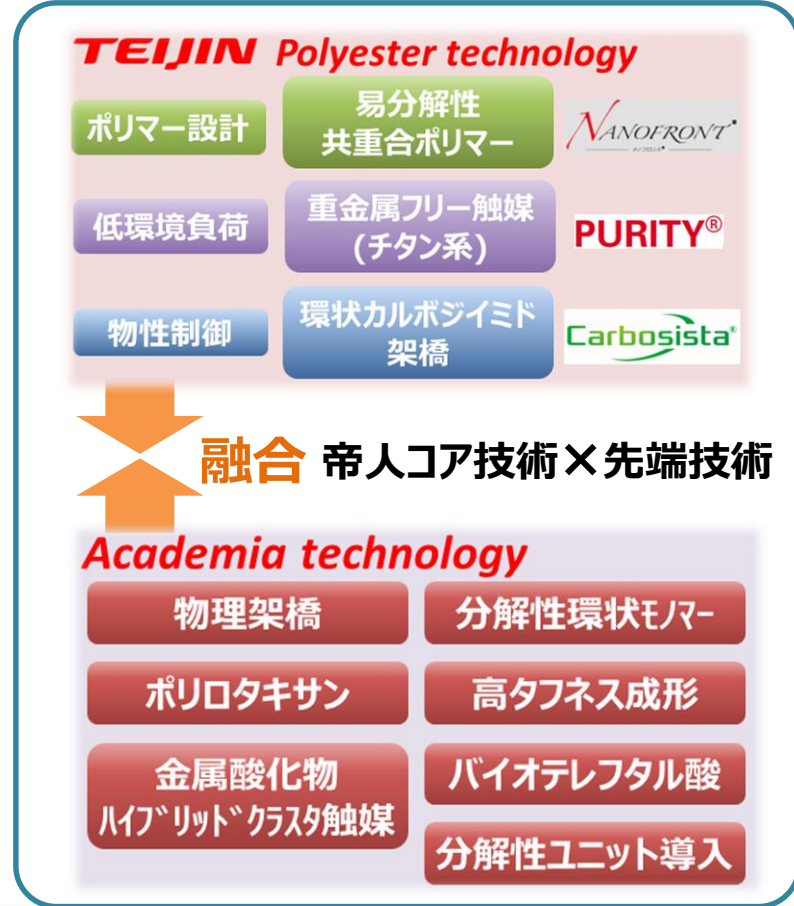 TEIJIN Polyester technology
ポリマー設計
易分解性
共重合ポリマー
NANOFRONT
低環境負荷
重金属フリー触媒
(チタン系)
PURITY®
物性制御
環状カルボジイミド
架橋
Carbosista
融合 帝人コア技術×先端技術
Academia technology
物理架橋
分解性環状モノマー
ポリロタキサン
高タフネス成形
金属酸化物
ハイブリッドクラスタ触媒
バイオテレフタル酸
分解性ユニット導入